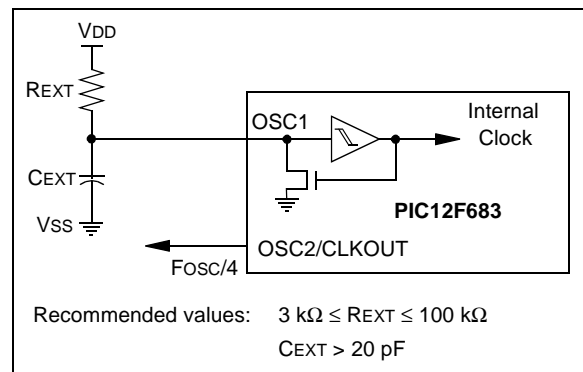 VDD
REXT
OSC1
Internal
Clock
CEXT
PIC12F683
VSS
OSC2/CLKOUT
FOSC/4
Recommended values: 3 kΩ ≤ REXT ≤ 100 kΩ
CEXT > 20 pF